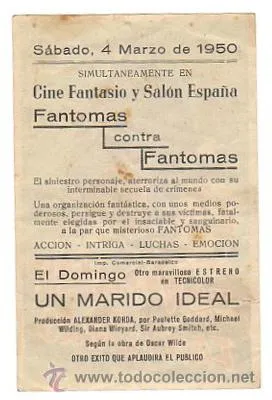 Sábado, 4 Marzo de 1950
SIMULTANEAMENTE EN
Cine Fantasio y Salón España
Fantomas
contra
Fantomas
El siniestro personaje, aterroriza al mundo con su
interminable secuela de crímenes
Una organización fantástica, con unos medios po-
derosos, persigue y destruye a sus víctimas, fatal-
mente elegidas por el insaciable y sanguinario,
a la par que misterioso FANTOMAS
ACCION - INTRIGA - LUCHAS - EMOCION
Imp. Comercial-Baracaldo
El Domingo Otro maravilloso ESTRENO en TECNICOLOR
UN MARIDO IDEAL
Producción ALEXANDER KORDA, por Paulette Goddard, Michael
Wilding, Diana Winyard, Sir Aubrey Smitch, etc.
Según la obra de Oscar Wilde
OTRO EXITO QUE APLAUDIRA EL PUBLICO
www.todocoleccion.net